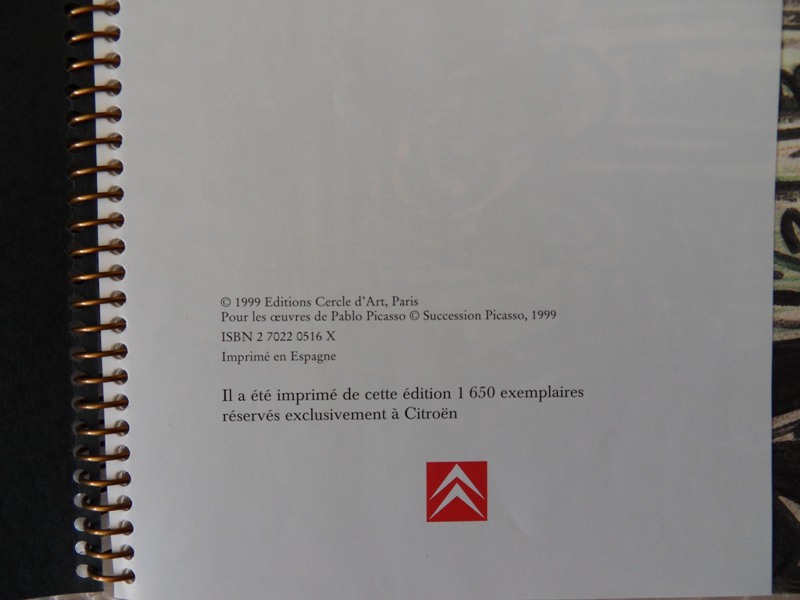 © 1999 Editions Cercle d'Art, Paris
Pour les œuvres de Pablo Picasso © Succession Picasso, 1999
ISBN 2 7022 0516 X
Imprimé en Espagne
Il a été imprimé de cette édition 1 650 exemplaires
réservés exclusivement à Citroën